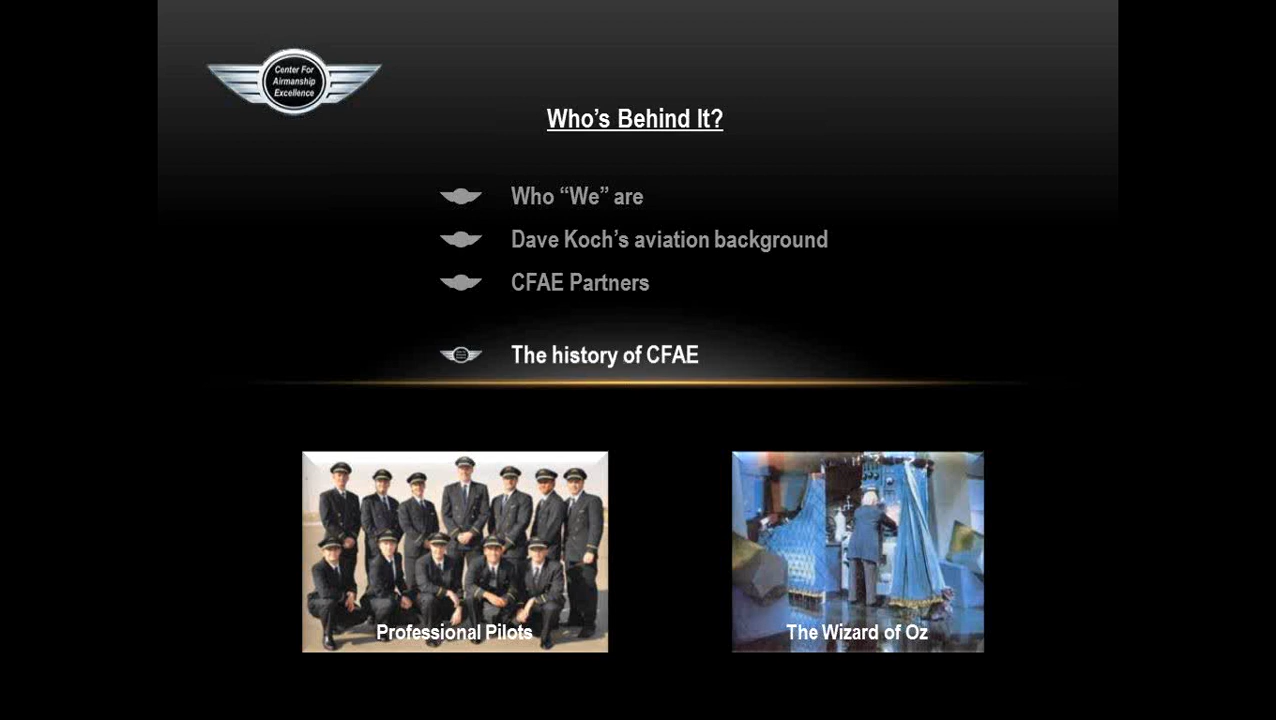 Center For
Airmanship
Excellence
Who's Behind It?
Who “We” are
Dave Koch's aviation background
CFAE Partners
The history of CFAE
Professional Pilots
The Wizard of Oz